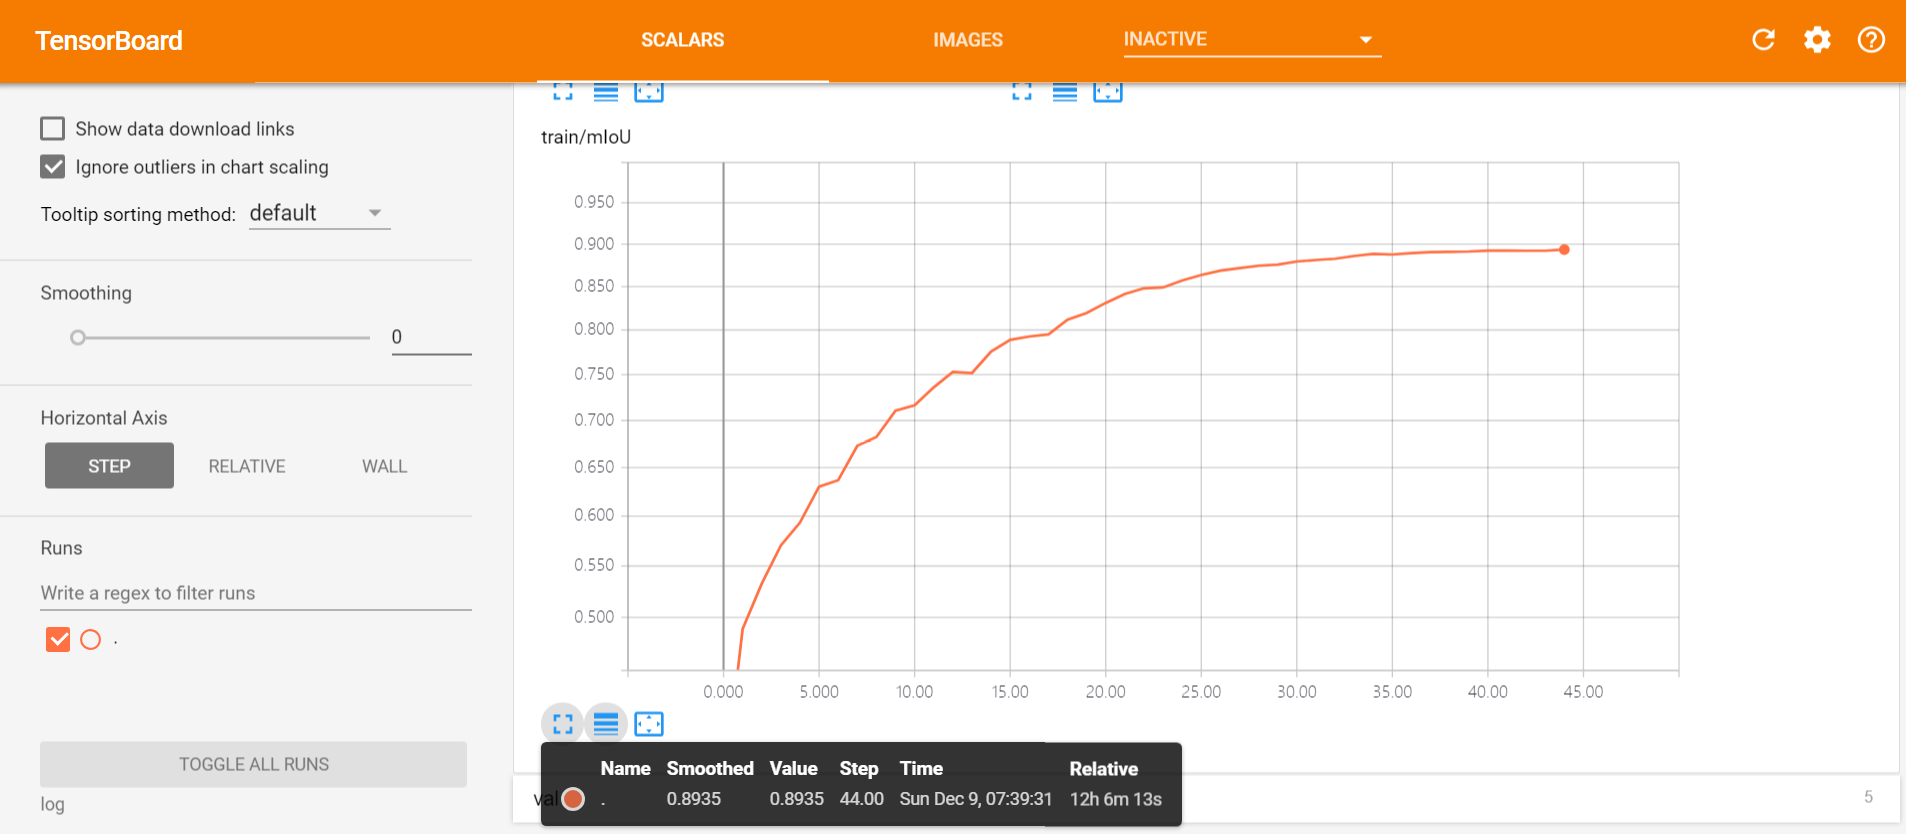 TensorBoard
SCALARS
IMAGES
INACTIVE
Show data download links
Ignore outliers in chart scaling
Tooltip sorting method: default
Smoothing
0
Horizontal Axis
STEP RELATIVE WALL
Runs
Write a regex to filter runs
.
TOGGLE ALL RUNS
log
train/mIoU
0.950
0.900
0.850
0.800
0.750
0.700
0.650
0.600
0.550
0.500
0.000 5.000 10.00 15.00 20.00 25.00 30.00 35.00 40.00 45.00
Name Smoothed Value Step Time Relative
. 0.8935 0.8935 44.00 Sun Dec 9, 07:39:31 12h 6m 13s
val
5